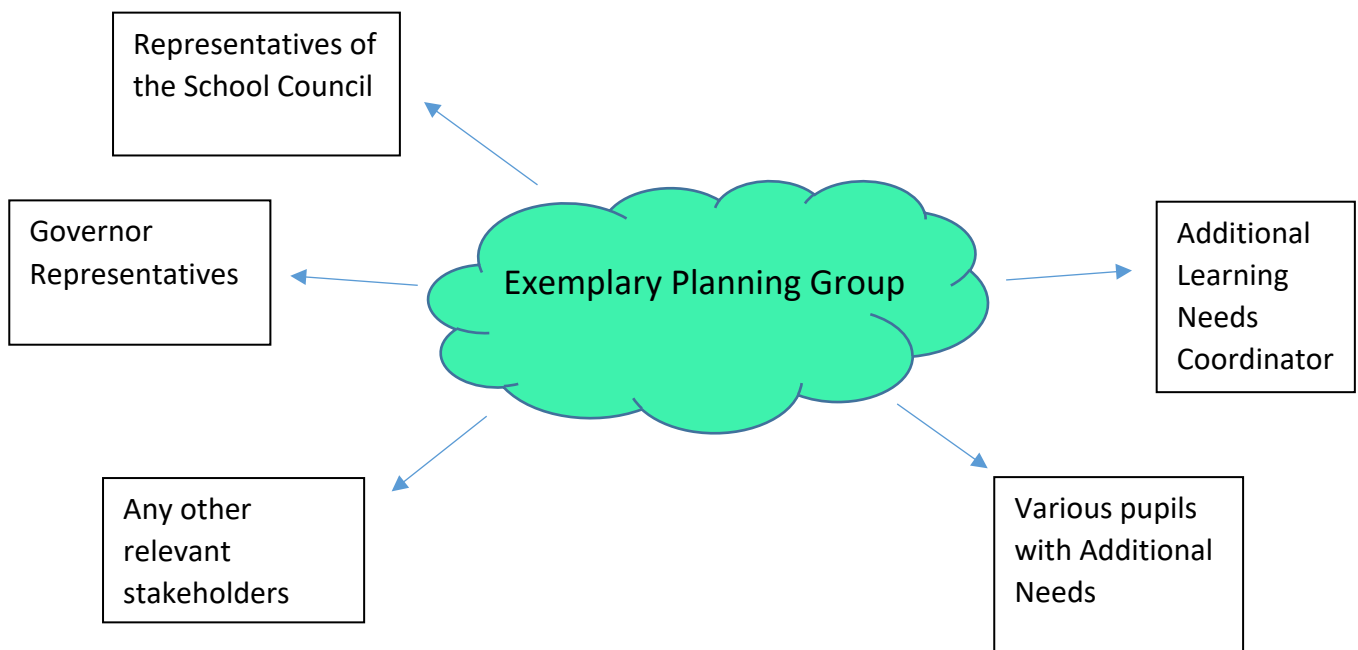 Representatives of
the School Council
Governor
Representatives
Exemplary Planning Group
Additional
Learning
Needs
Coordinator
Any other
relevant
stakeholders
Various pupils
with Additional
Needs